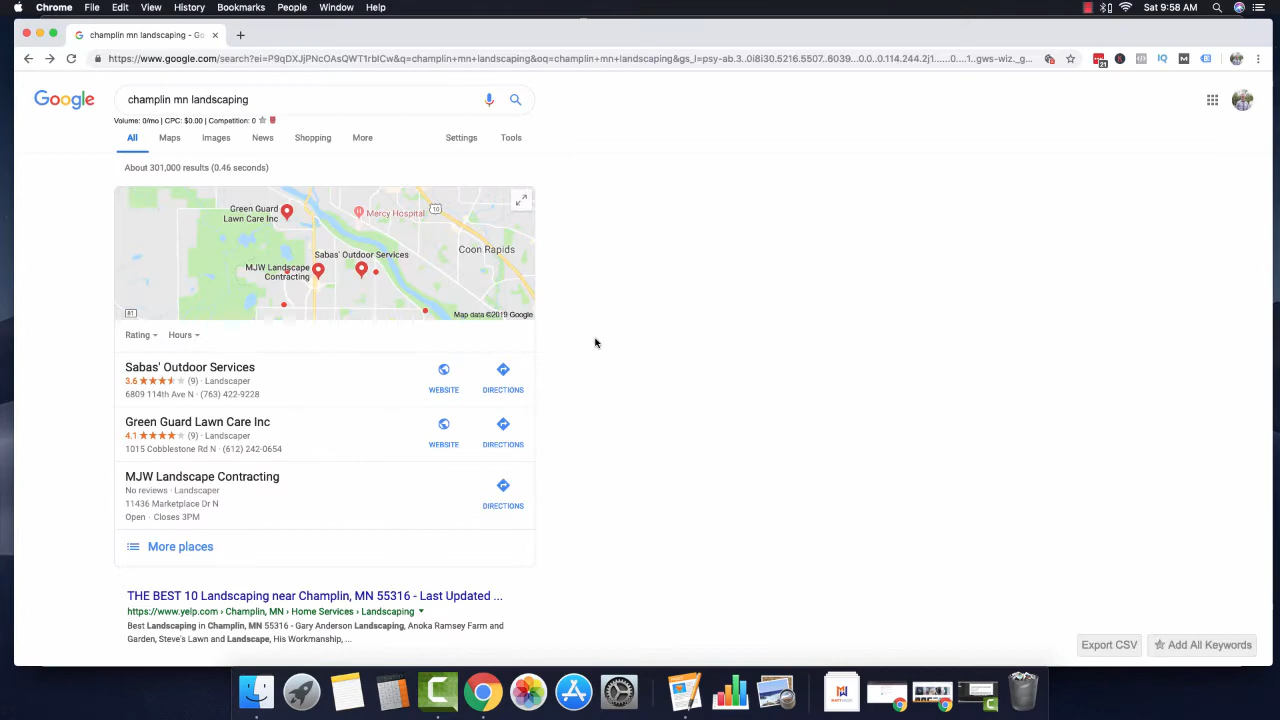 Chrome File Edit View History Bookmarks People Window Help
Sat 9:58 AM
champlin mn landscaping - Go
https://www.google.com/search?ei=P9qDXJjPNcOAsQWT1rbICw&q=champlin+mn+landscaping&oq=champlin+mn+landscaping&gs_l=psy-ab.3..0i8i30.5216.5507..6039...0.0..0.114.244.2j1......0....1..gws-wiz._g...
21
Google
champlin mn landscaping
Volume: 0/mo | CPC: $0.00 | Competition: 0
All Maps Images News Shopping More Settings Tools
About 301,000 results (0.46 seconds)
Green Guard
Lawn Care Inc
Mercy Hospital
10
Coon Rapids
Sabas' Outdoor Services
MJW Landscape
Contracting
81
Map data ©2019 Google
Rating Hours
Sabas' Outdoor Services
3.6 (9) · Landscaper
6809 114th Ave N · (763) 422-9228
WEBSITE DIRECTIONS
Green Guard Lawn Care Inc
4.1 (9) · Landscaper
1015 Cobblestone Rd N · (612) 242-0654
WEBSITE DIRECTIONS
MJW Landscape Contracting
No reviews · Landscaper
11436 Marketplace Dr N
Open · Closes 3PM
DIRECTIONS
More places
THE BEST 10 Landscaping near Champlin, MN 55316 - Last Updated ...
https://www.yelp.com › Champlin, MN › Home Services › Landscaping
Best Landscaping in Champlin, MN 55316 - Gary Anderson Landscaping, Anoka Ramsey Farm and
Garden, Steve's Lawn and Landscape, His Workmanship, ...
Export CSV Add All Keywords